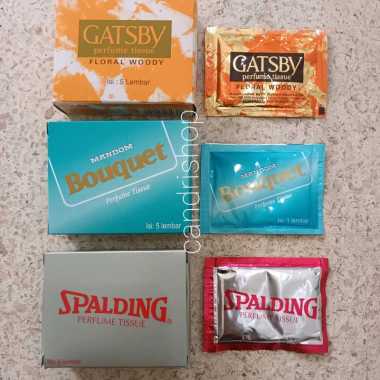 GATSBY
perfume tissue
FLORAL WOODY
Isi : 5 Lembar
GATSBY
perfume tissue
FLORAL WOODY
MANDOM
Bouquet
Perfume Tissue
Isi: 5 lembar
MANDOM
Bouquet
Perfume Tissue
SPALDING®
PERFUME TISSUE
Isi: 5 lembar
SPALDING®
PERFUME TISSUE
candrishop